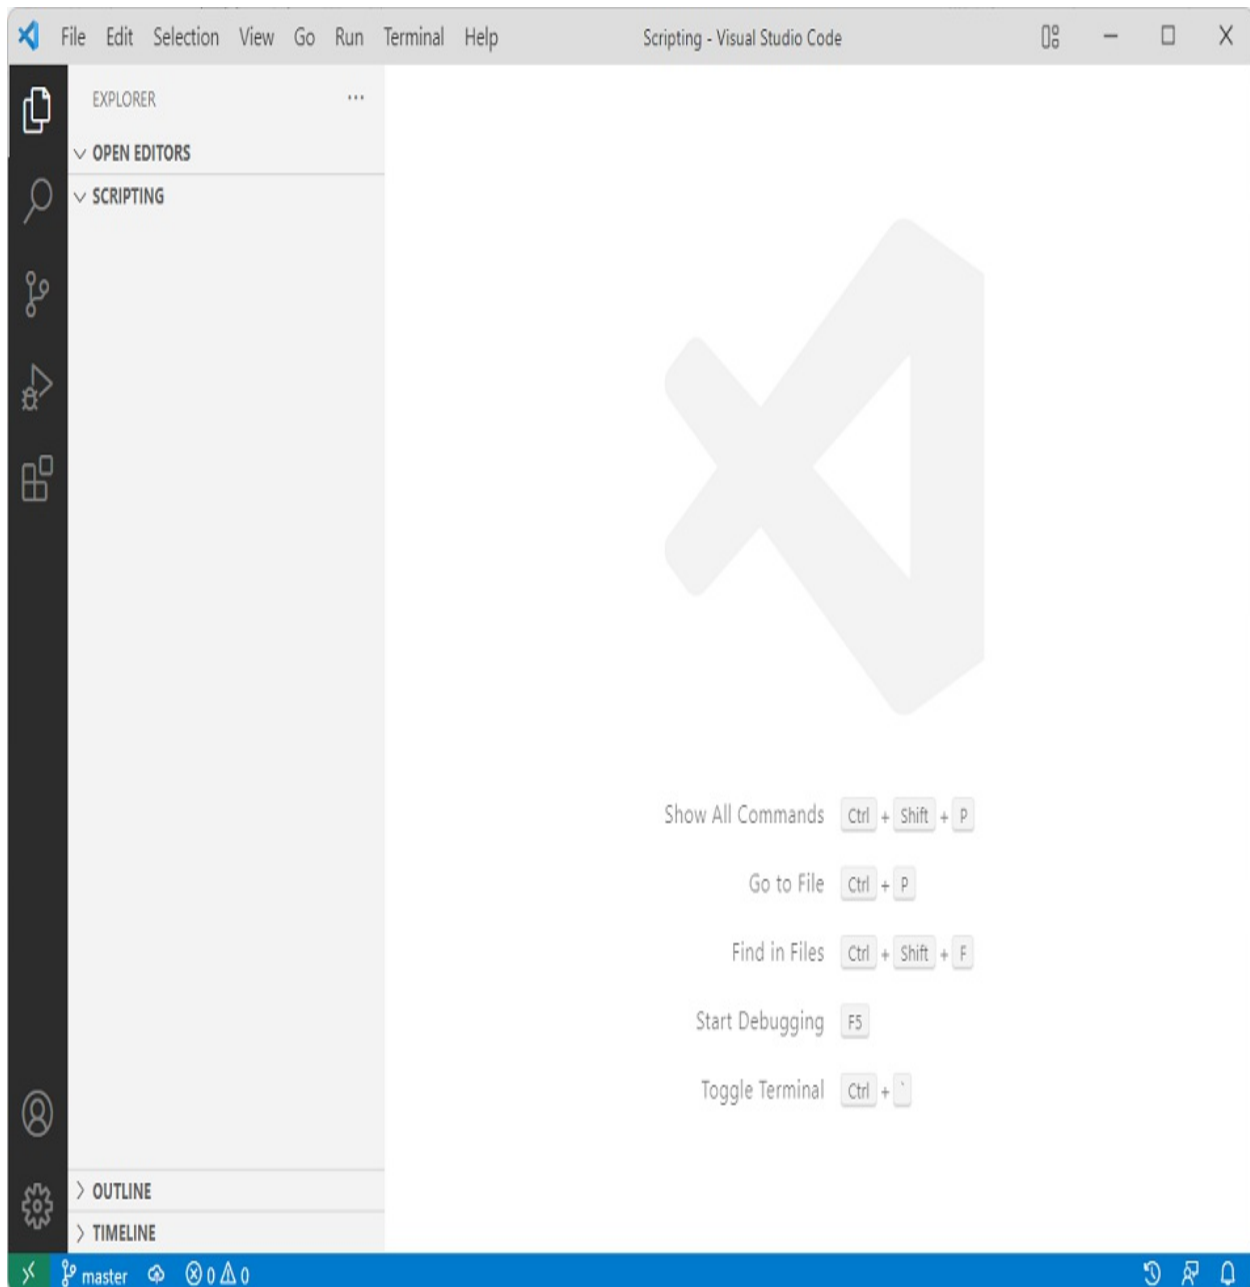 File Edit Selection View Go Run Terminal Help Scripting - Visual Studio Code
EXPLORER ...
OPEN EDITORS
SCRIPTING
Show All Commands Ctrl + Shift + P
Go to File Ctrl + P
Find in Files Ctrl + Shift + F
Start Debugging F5
Toggle Terminal Ctrl + `
OUTLINE
TIMELINE
master 0 0